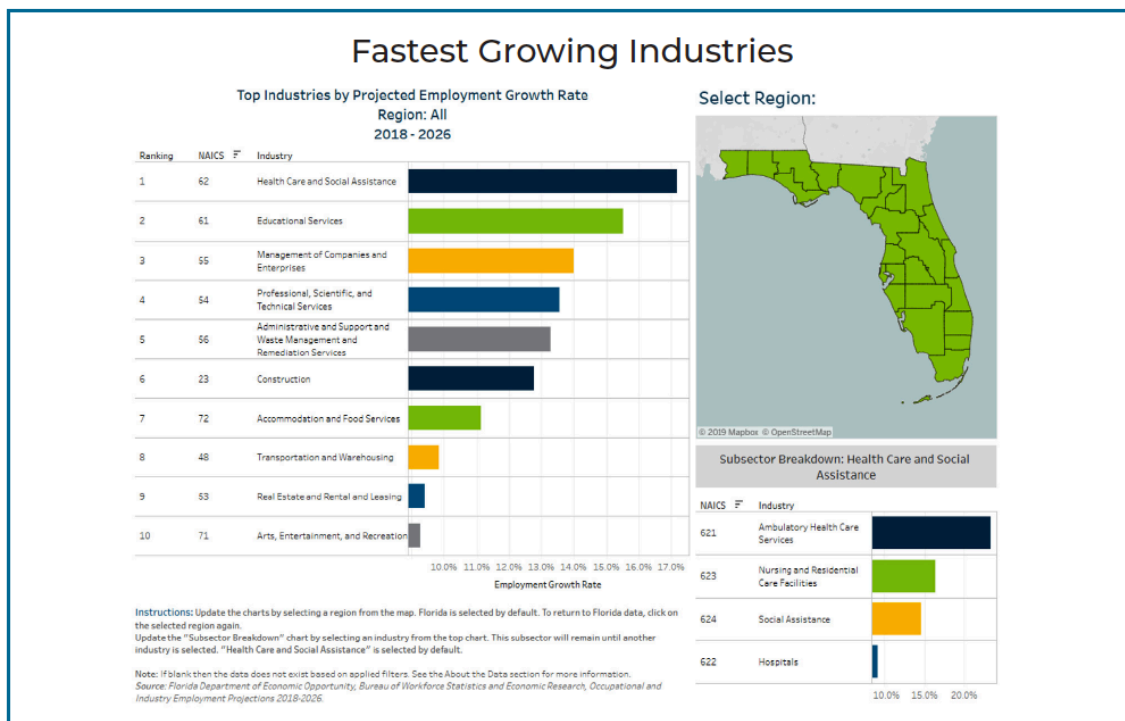 Fastest Growing Industries
Top Industries by Projected Employment Growth Rate
Region: All
2018 - 2026
Ranking NAICS Industry
1 62 Health Care and Social Assistance
2 61 Educational Services
3 55 Management of Companies and
Enterprises
4 54 Professional, Scientific, and
Technical Services
5 56 Administrative and Support and
Waste Management and
Remediation Services
6 23 Construction
7 72 Accommodation and Food Services
8 48 Transportation and Warehousing
9 53 Real Estate and Rental and Leasing
10 71 Arts, Entertainment, and Recreation
10.0% 11.0% 12.0% 13.0% 14.0% 15.0% 16.0% 17.0%
Employment Growth Rate
Instructions: Update the charts by selecting a region from the map. Florida is selected by default. To return to Florida data, click on
the selected region again.
Update the "Subsector Breakdown" chart by selecting an industry from the top chart. This subsector will remain until another
industry is selected. "Health Care and Social Assistance" is selected by default.
Note: If blank then the data does not exist based on applied filters. See the About the Data section for more information.
Source: Florida Department of Economic Opportunity, Bureau of Workforce Statistics and Economic Research, Occupational and
Industry Employment Projections 2018-2026.
Select Region:
© 2019 Mapbox © OpenStreetMap
Subsector Breakdown: Health Care and Social
Assistance
NAICS Industry
621 Ambulatory Health Care
Services
623 Nursing and Residential
Care Facilities
624 Social Assistance
622 Hospitals
10.0% 15.0% 20.0%